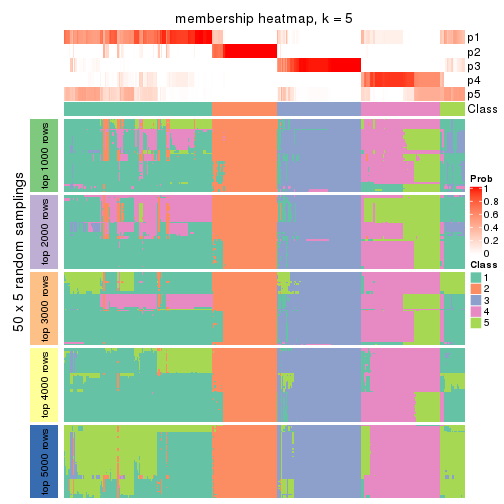 membership heatmap, k = 5
p1
p2
p3
p4
p5
Class
50 x 5 random samplings
top 1000 rows
top 2000 rows
top 3000 rows
top 4000 rows
top 5000 rows
Prob
1
0.8
0.6
0.4
0.2
0
Class
1
2
3
4
5